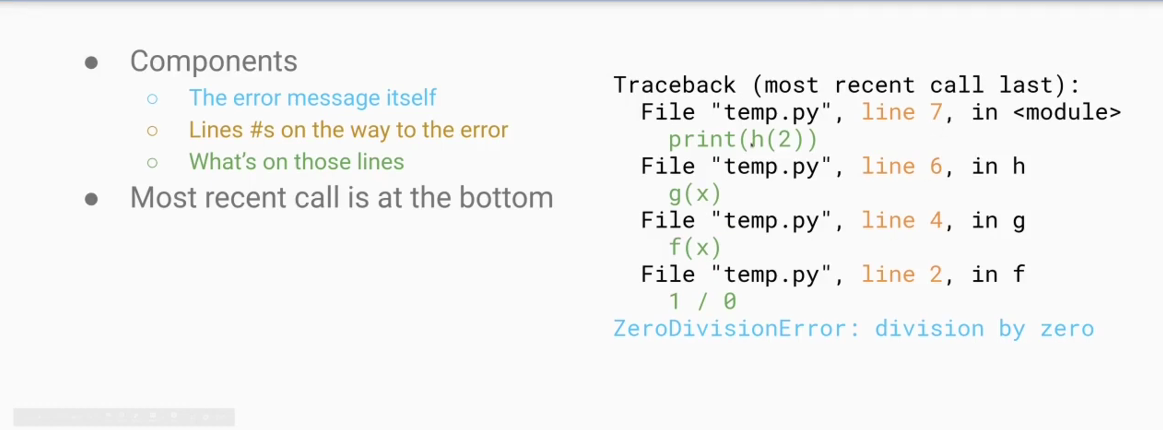 ● Components
○ The error message itself
○ Lines #s on the way to the error
○ What's on those lines
● Most recent call is at the bottom
Traceback (most recent call last):
  File "temp.py", line 7, in <module>
    print(h(2))
  File "temp.py", line 6, in h
    g(x)
  File "temp.py", line 4, in g
    f(x)
  File "temp.py", line 2, in f
    1 / 0
ZeroDivisionError: division by zero